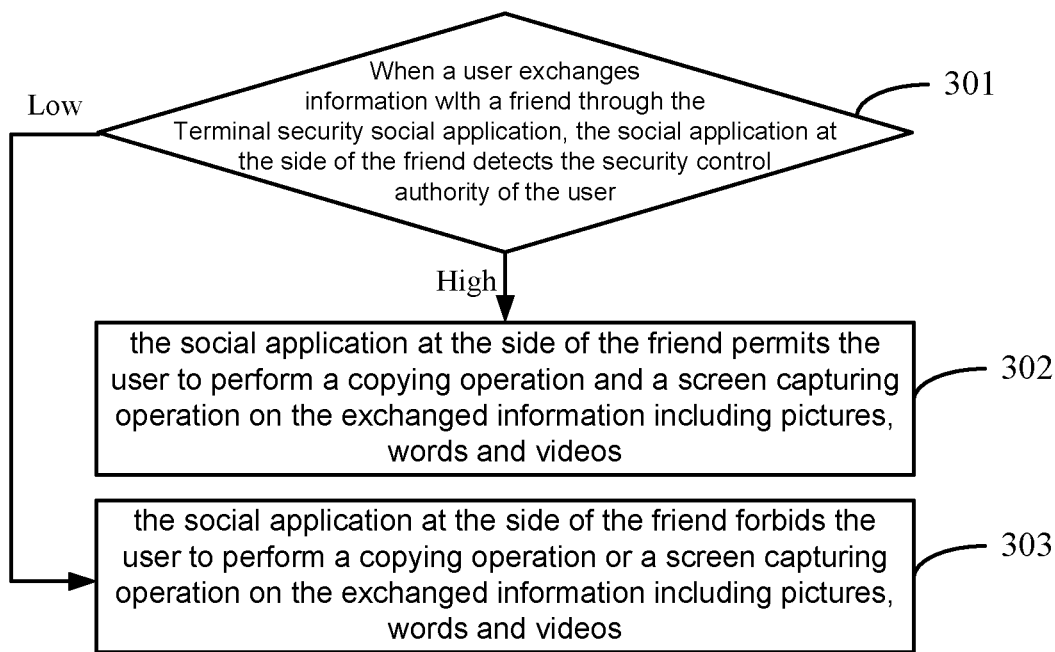 When a user exchanges
information wlth a friend through the
Terminal security social application, the social application at
the side of the friend detects the security control
authority of the user
301
Low
High
the social application at the side of the friend permits the
user to perform a copying operation and a screen capturing
operation on the exchanged information including pictures,
words and videos
302
the social application at the side of the friend forbids the
user to perform a copying operation or a screen capturing
operation on the exchanged information including pictures,
words and videos
303